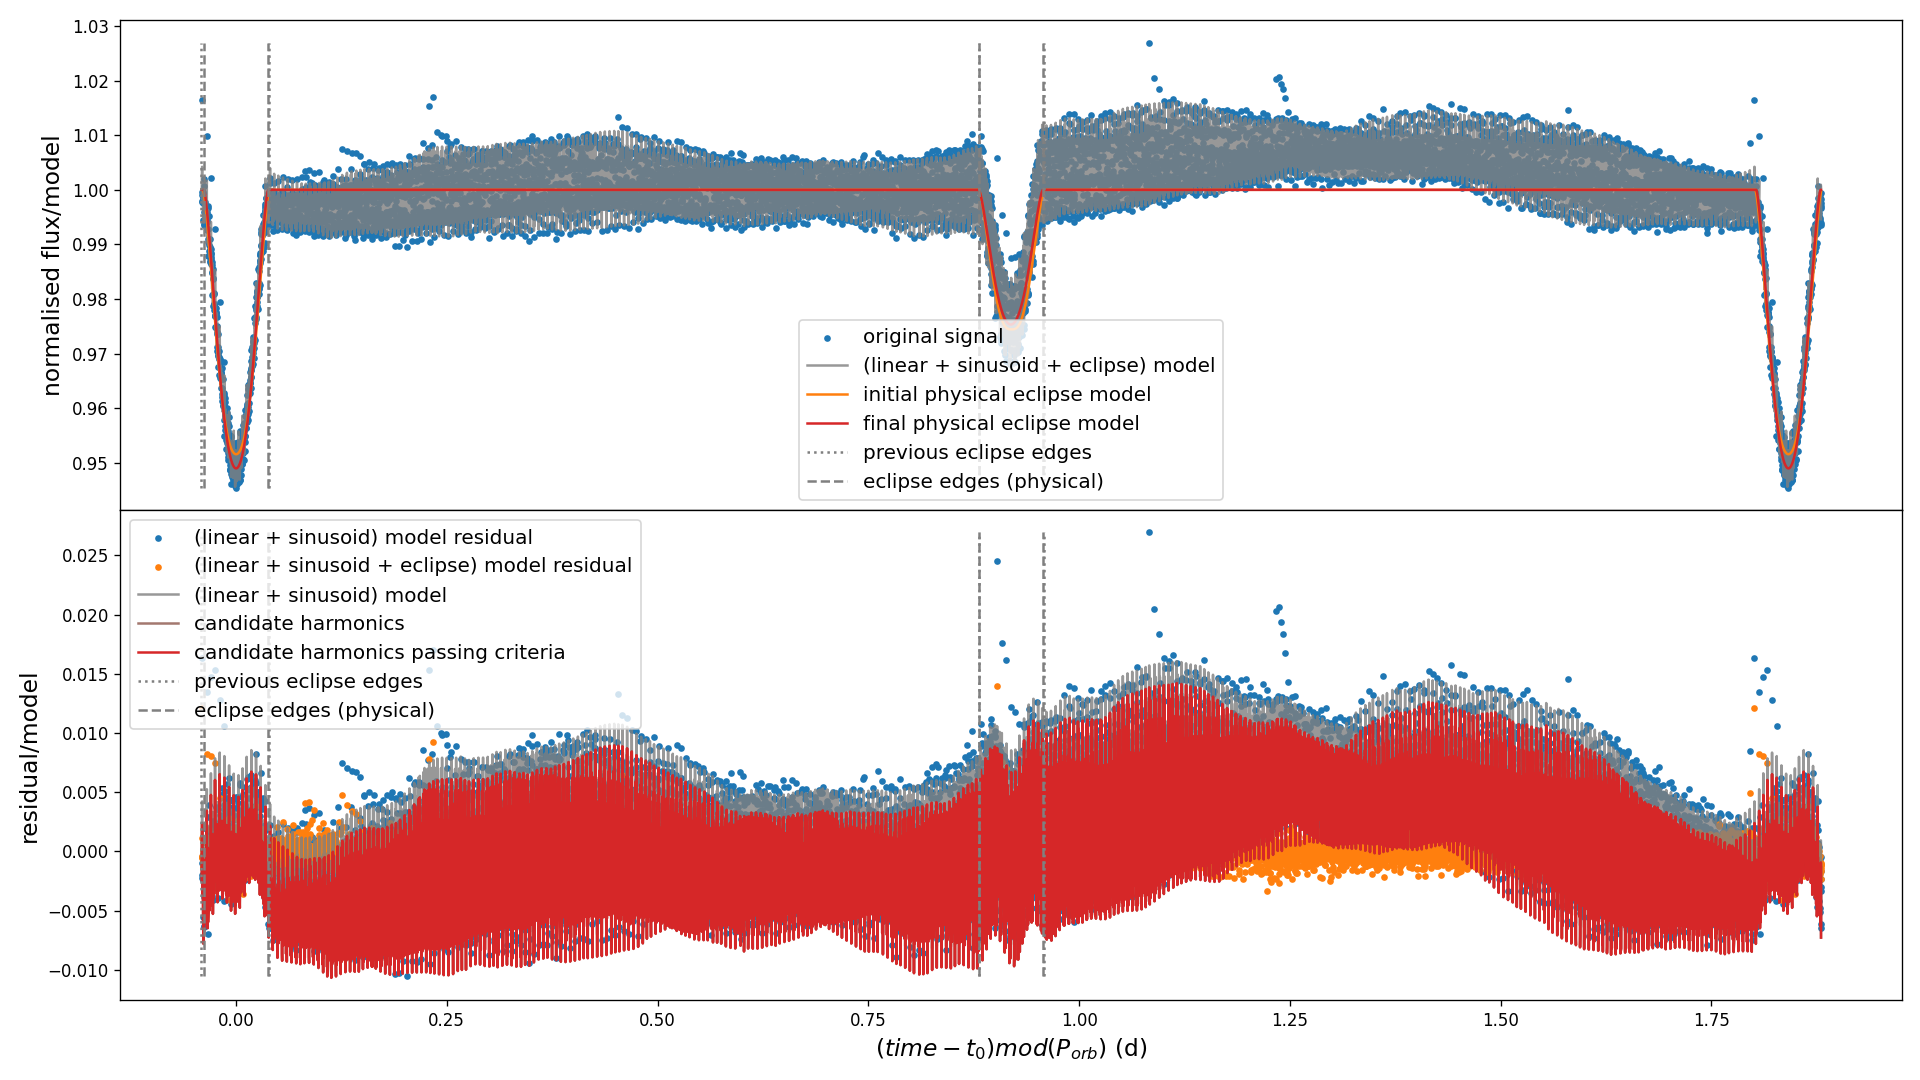 normalised flux/model
1.03
1.02
1.01
1.00
0.99
0.98
0.97
0.96
0.95
original signal
(linear + sinusoid + eclipse) model
initial physical eclipse model
final physical eclipse model
previous eclipse edges
eclipse edges (physical)
residual/model
0.025
0.020
0.015
0.010
0.005
0.000
−0.005
−0.010
(linear + sinusoid) model residual
(linear + sinusoid + eclipse) model residual
(linear + sinusoid) model
candidate harmonics
candidate harmonics passing criteria
previous eclipse edges
eclipse edges (physical)
0.00 0.25 0.50 0.75 1.00 1.25 1.50 1.75
(time − t₀)mod(P_orb) (d)